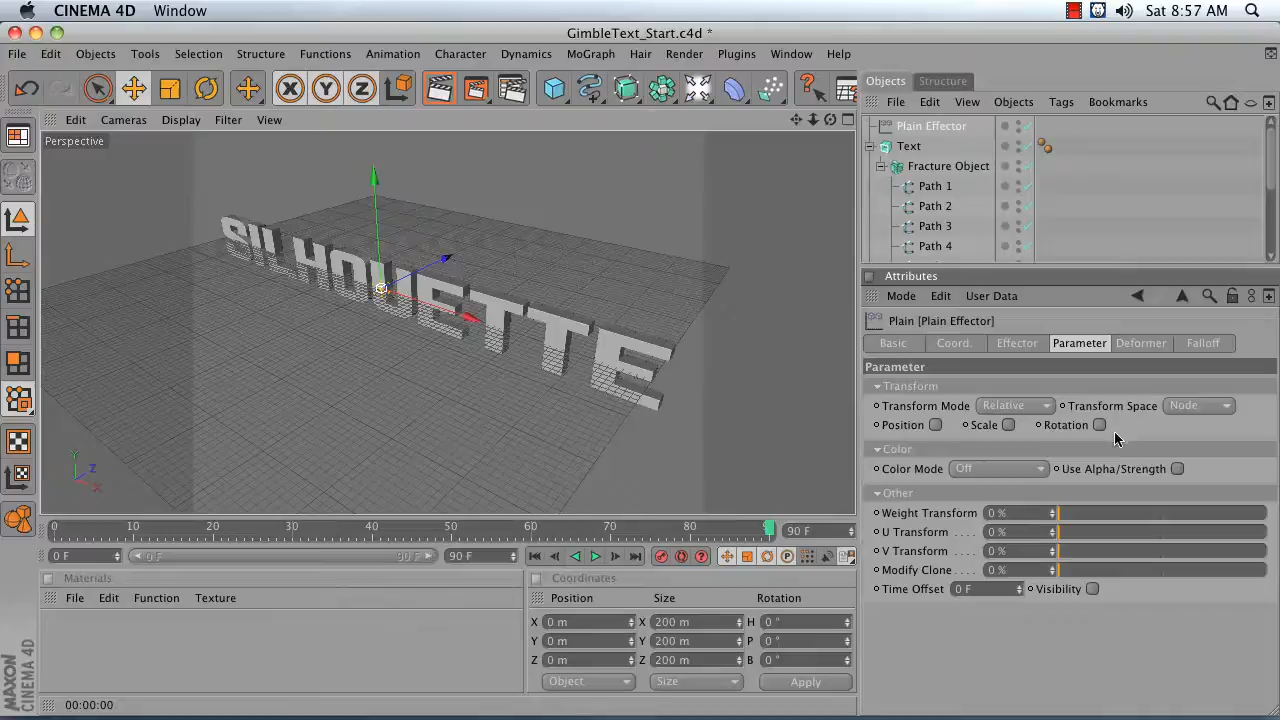 CINEMA 4D Window Sat 8:57 AM
GimbleText_Start.c4d *
File Edit Objects Tools Selection Structure Functions Animation Character Dynamics MoGraph Hair Render Plugins Window Help
Objects Structure
File Edit View Objects Tags Bookmarks
Edit Cameras Display Filter View
Perspective
Plain Effector
Text
Fracture Object
Path 1
Path 2
Path 3
Path 4
SILHOUETTE
Y
Z
X
Attributes
Mode Edit User Data
Plain [Plain Effector]
Basic Coord. Effector Parameter Deformer Falloff
Parameter
Transform
Transform Mode Relative Transform Space Node
Position Scale Rotation
Color
Color Mode Off Use Alpha/Strength
Other
Weight Transform 0 %
U Transform . . . . 0 %
V Transform . . . . 0 %
Modify Clone . . . 0 %
Time Offset 0 F Visibility
0 10 20 30 40 50 60 70 80 90 F
0 F 0 F 90 F 90 F
Materials
File Edit Function Texture
Coordinates
Position Size Rotation
X 0 m X 200 m H 0 °
Y 0 m Y 200 m P 0 °
Z 0 m Z 200 m B 0 °
Object Size Apply
MAXON CINEMA 4D
00:00:00